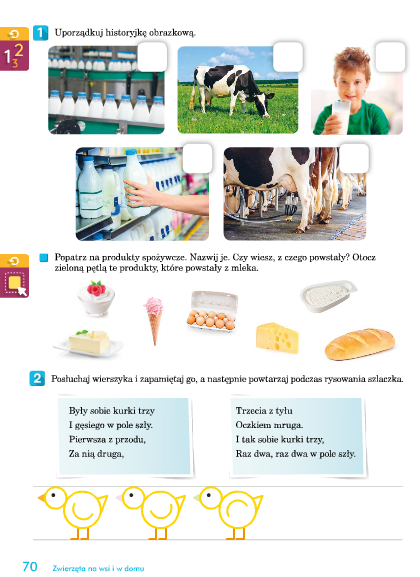 1 Uporządkuj historyjkę obrazkową.
1 2 3
Popatrz na produkty spożywcze. Nazwij je. Czy wiesz, z czego powstały? Otocz
zieloną pętlą te produkty, które powstały z mleka.
2 Posłuchaj wierszyka i zapamiętaj go, a następnie powtarzaj podczas rysowania szlaczka.
Były sobie kurki trzy
I gęsiego w pole szły.
Pierwsza z przodu,
Za nią druga,
Trzecia z tyłu
Oczkiem mruga.
I tak sobie kurki trzy,
Raz dwa, raz dwa w pole szły.
70 Zwierzęta na wsi i w domu